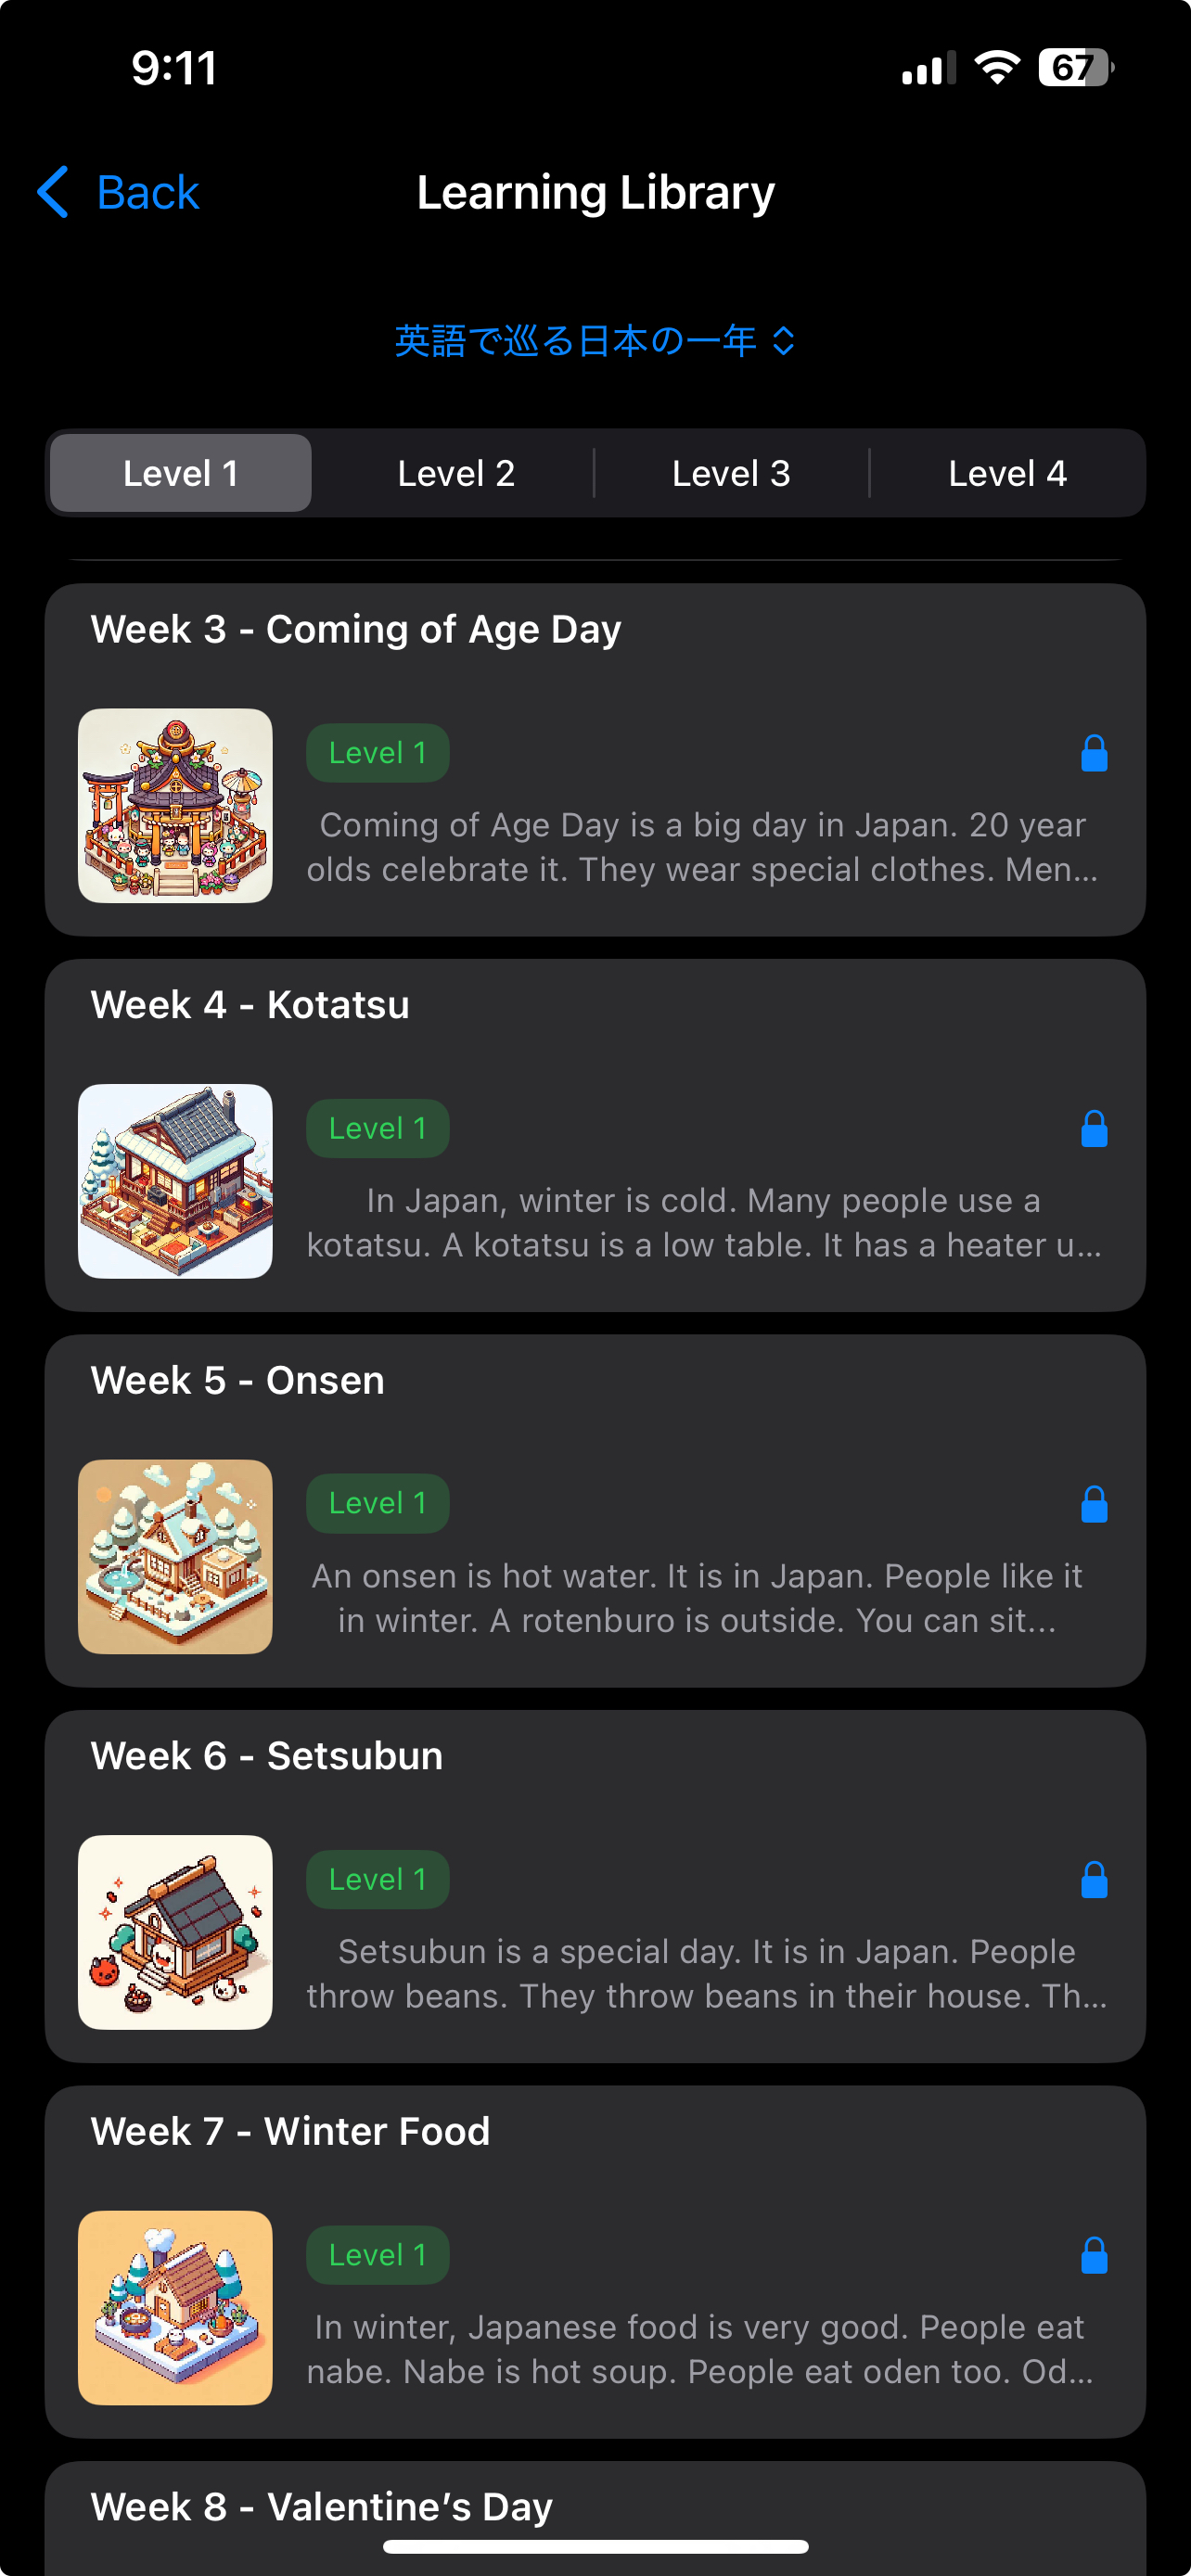 9:11
67
Back
Learning Library
英語で巡る日本の一年
Level 1
Level 2
Level 3
Level 4
Week 3 - Coming of Age Day
Level 1
Coming of Age Day is a big day in Japan. 20 year
olds celebrate it. They wear special clothes. Men...
Week 4 - Kotatsu
Level 1
In Japan, winter is cold. Many people use a
kotatsu. A kotatsu is a low table. It has a heater u...
Week 5 - Onsen
Level 1
An onsen is hot water. It is in Japan. People like it
in winter. A rotenburo is outside. You can sit...
Week 6 - Setsubun
Level 1
Setsubun is a special day. It is in Japan. People
throw beans. They throw beans in their house. Th...
Week 7 - Winter Food
Level 1
In winter, Japanese food is very good. People eat
nabe. Nabe is hot soup. People eat oden too. Od...
Week 8 - Valentine’s Day